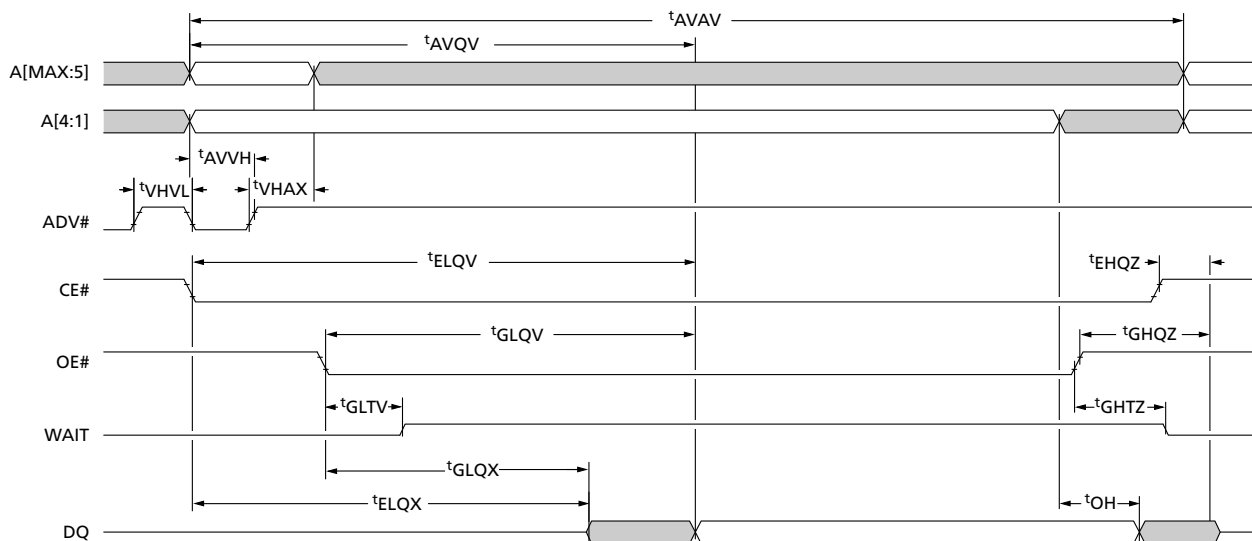 tAVAV
tAVQV
A[MAX:5]
A[4:1]
tAVVH
tVHVL
tVHAX
ADV#
tELQV
tEHQZ
CE#
tGLQV
tGHQZ
OE#
tGLTV
tGHTZ
WAIT
tGLQX
tELQX
tOH
DQ